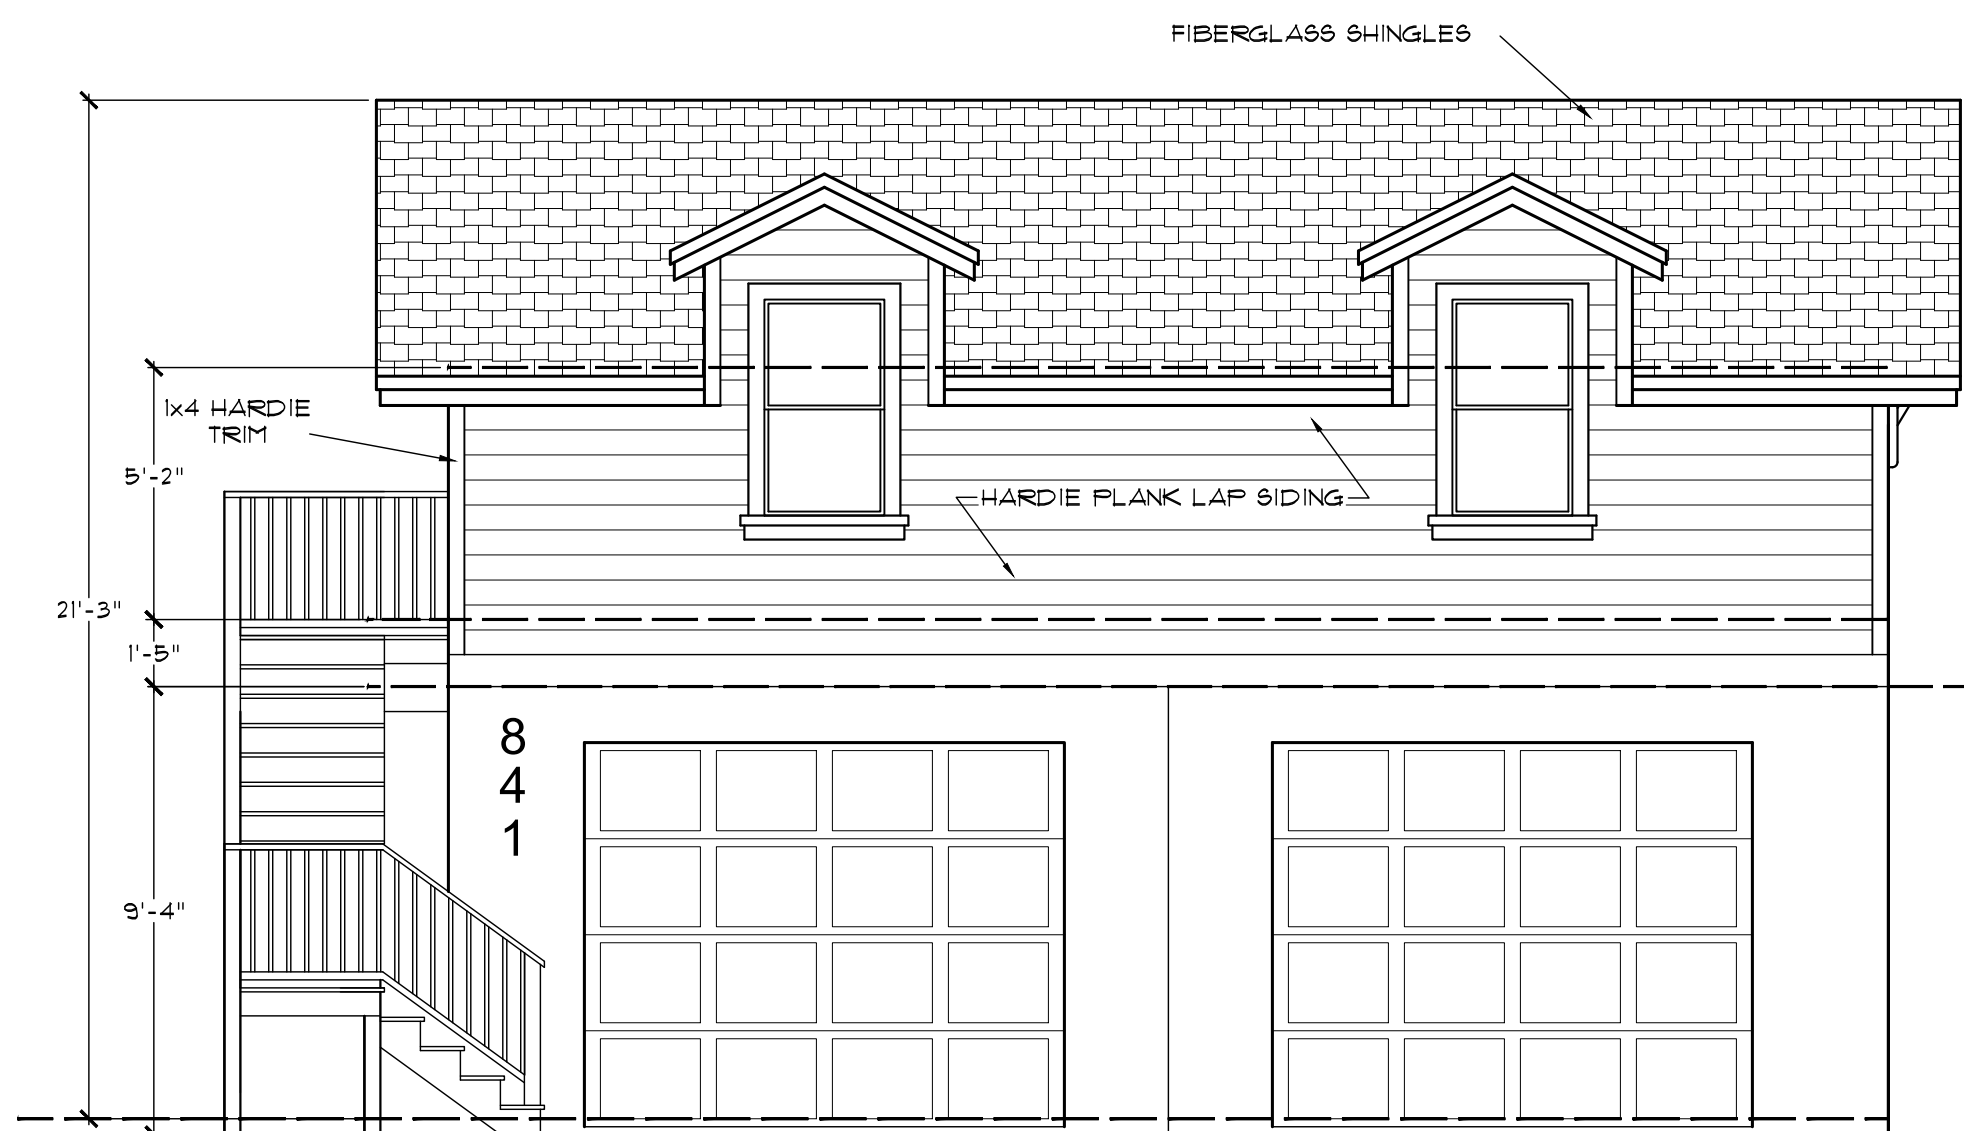 FIBERGLASS SHINGLES
1x4 HARDIE
TRIM
5'-2"
HARDIE PLANK LAP SIDING
21'-3"
1'-5"
8
4
1
9'-4"